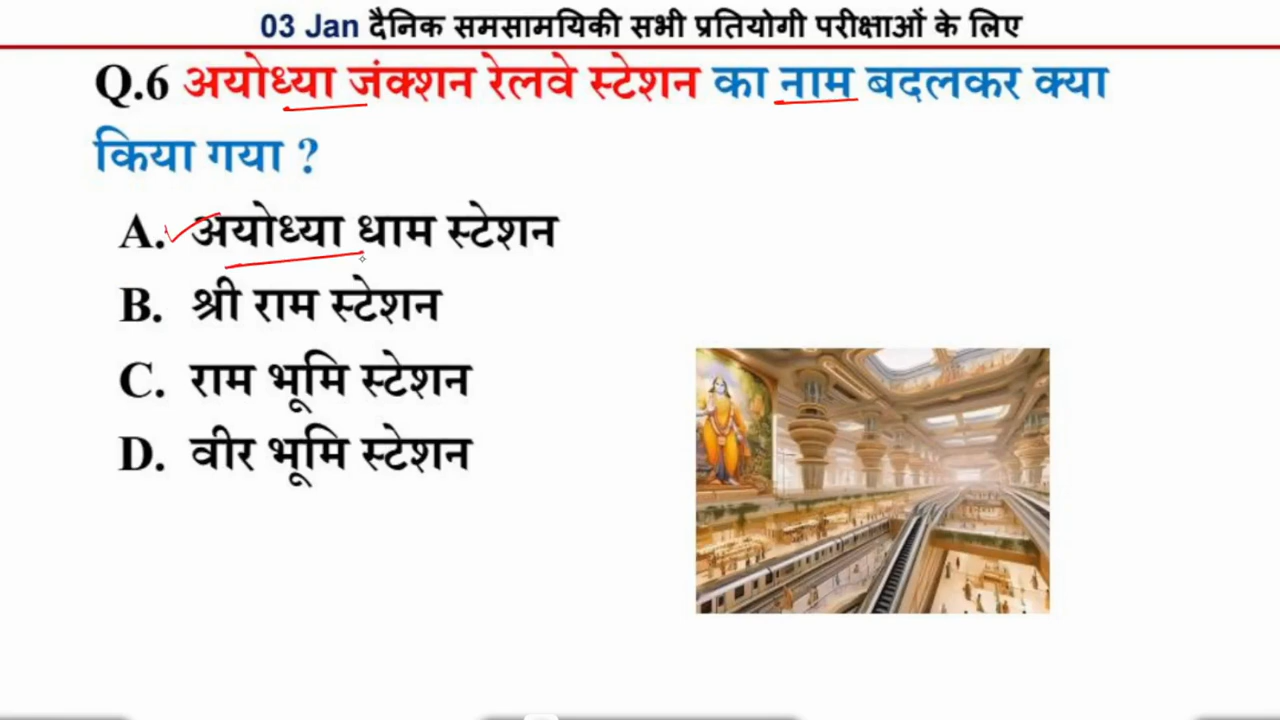 03 Jan दैनिक समसामयिकी सभी प्रतियोगी परीक्षाओं के लिए
Q.6 अयोध्या जंक्शन रेलवे स्टेशन का नाम बदलकर क्या
किया गया ?
A. अयोध्या धाम स्टेशन
B. श्री राम स्टेशन
C. राम भूमि स्टेशन
D. वीर भूमि स्टेशन